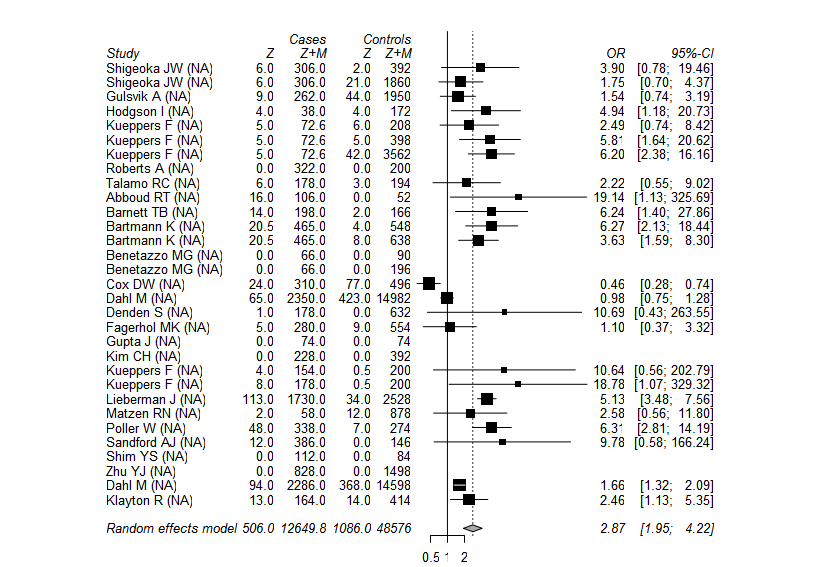 Cases Controls
Study Z Z+M Z Z+M OR 95%-CI
Shigeoka JW (NA) 6.0 306.0 2.0 392 3.90 [0.78; 19.46]
Shigeoka JW (NA) 6.0 306.0 21.0 1860 1.75 [0.70; 4.37]
Gulsvik A (NA) 9.0 262.0 44.0 1950 1.54 [0.74; 3.19]
Hodgson I (NA) 4.0 38.0 4.0 172 4.94 [1.18; 20.73]
Kueppers F (NA) 5.0 72.6 6.0 208 2.49 [0.74; 8.42]
Kueppers F (NA) 5.0 72.6 5.0 398 5.81 [1.64; 20.62]
Kueppers F (NA) 5.0 72.6 42.0 3562 6.20 [2.38; 16.16]
Roberts A (NA) 0.0 322.0 0.0 200
Talamo RC (NA) 6.0 178.0 3.0 194 2.22 [0.55; 9.02]
Abboud RT (NA) 16.0 106.0 0.0 52 19.14 [1.13; 325.69]
Barnett TB (NA) 14.0 198.0 2.0 166 6.24 [1.40; 27.86]
Bartmann K (NA) 20.5 465.0 4.0 548 6.27 [2.13; 18.44]
Bartmann K (NA) 20.5 465.0 8.0 638 3.63 [1.59; 8.30]
Benetazzo MG (NA) 0.0 66.0 0.0 90
Benetazzo MG (NA) 0.0 66.0 0.0 196
Cox DW (NA) 24.0 310.0 77.0 496 0.46 [0.28; 0.74]
Dahl M (NA) 65.0 2350.0 423.0 14982 0.98 [0.75; 1.28]
Denden S (NA) 1.0 178.0 0.0 632 10.69 [0.43; 263.55]
Fagerhol MK (NA) 5.0 280.0 9.0 554 1.10 [0.37; 3.32]
Gupta J (NA) 0.0 74.0 0.0 74
Kim CH (NA) 0.0 228.0 0.0 392
Kueppers F (NA) 4.0 154.0 0.5 200 10.64 [0.56; 202.79]
Kueppers F (NA) 8.0 178.0 0.5 200 18.78 [1.07; 329.32]
Lieberman J (NA) 113.0 1730.0 34.0 2528 5.13 [3.48; 7.56]
Matzen RN (NA) 2.0 58.0 12.0 878 2.58 [0.56; 11.80]
Poller W (NA) 48.0 338.0 7.0 274 6.31 [2.81; 14.19]
Sandford AJ (NA) 12.0 386.0 0.0 146 9.78 [0.58; 166.24]
Shim YS (NA) 0.0 112.0 0.0 84
Zhu YJ (NA) 0.0 828.0 0.0 1498
Dahl M (NA) 94.0 2286.0 368.0 14598 1.66 [1.32; 2.09]
Klayton R (NA) 13.0 164.0 14.0 414 2.46 [1.13; 5.35]
Random effects model 506.0 12649.8 1086.0 48576 2.87 [1.95; 4.22]
0.5 1 2